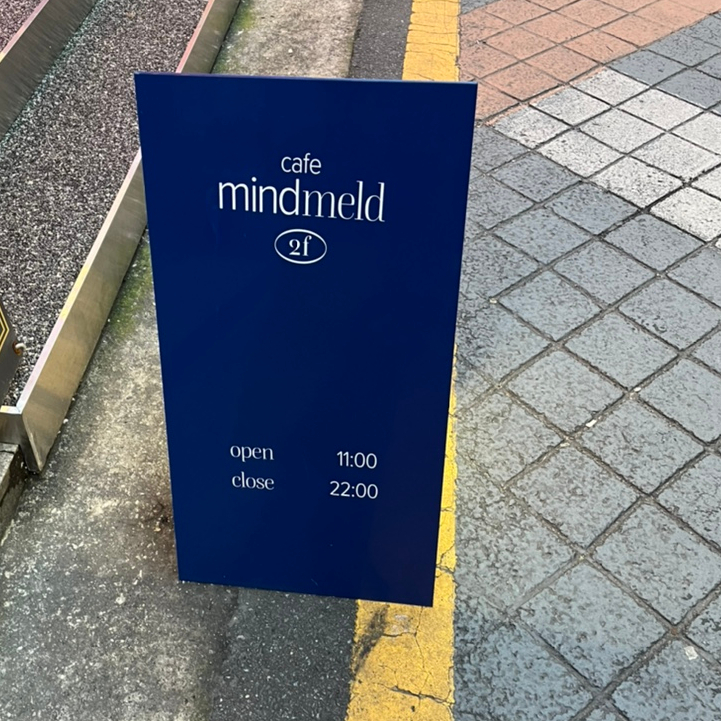 cafe
mindmeld
2f
open 11:00
close 22:00